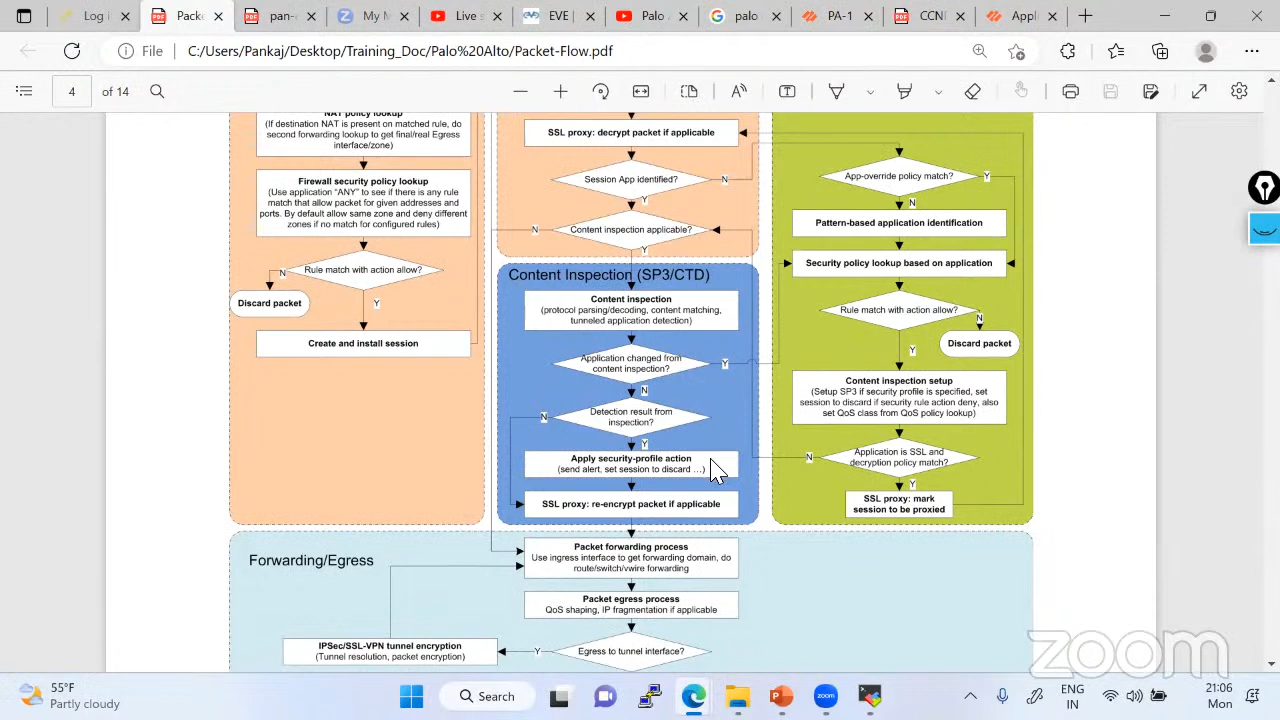 Packe
pane
Z M
Live
EVE
Palo
palo
PA
CCNI
Appl
File
C:/Users/Pankaj/Desktop/Training_Doc/Palo%20Alto/Packet-Flow.pdf
4 of 14
NAT policy lookup
(If destination NAT is present on matched rule, do
second forwarding lookup to get final/real Egress
interface/zone)
Firewall security policy lookup
(Use application "ANY" to see if there is any rule
match that allow packet for given addresses and
ports. By default allow same zone and deny different
zones if no match for configured rules)
Rule match with action allow?
N
Discard packet
Y
Create and install session
SSL proxy: decrypt packet if applicable
Session App identified?
N
Y
Content inspection applicable?
N
Y
Content Inspection (SP3/CTD)
Content inspection
(protocol parsing/decoding, content matching,
tunneled application detection)
Application changed from
content inspection?
Y
N
Detection result from
inspection?
N
Y
Apply security-profile action
(send alert, set session to discard ...)
SSL proxy: re-encrypt packet if applicable
App-override policy match?
Y
N
Pattern-based application identification
Security policy lookup based on application
Rule match with action allow?
N
Y
Discard packet
Content inspection setup
(Setup SP3 if security profile is specified, set
session to discard if security rule action deny, also
set QoS class from QoS policy lookup)
Application is SSL and
decryption policy match?
N
Y
SSL proxy: mark
session to be proxied
Forwarding/Egress
Packet forwarding process
Use ingress interface to get forwarding domain, do
route/switch/vwire forwarding
Packet egress process
QoS shaping, IP fragmentation if applicable
Egress to tunnel interface?
Y
IPSec/SSL-VPN tunnel encryption
(Tunnel resolution, packet encryption)
zoom
55°F
Partly cloudy
Search
zoom
ENG
IN
21:06
Mon